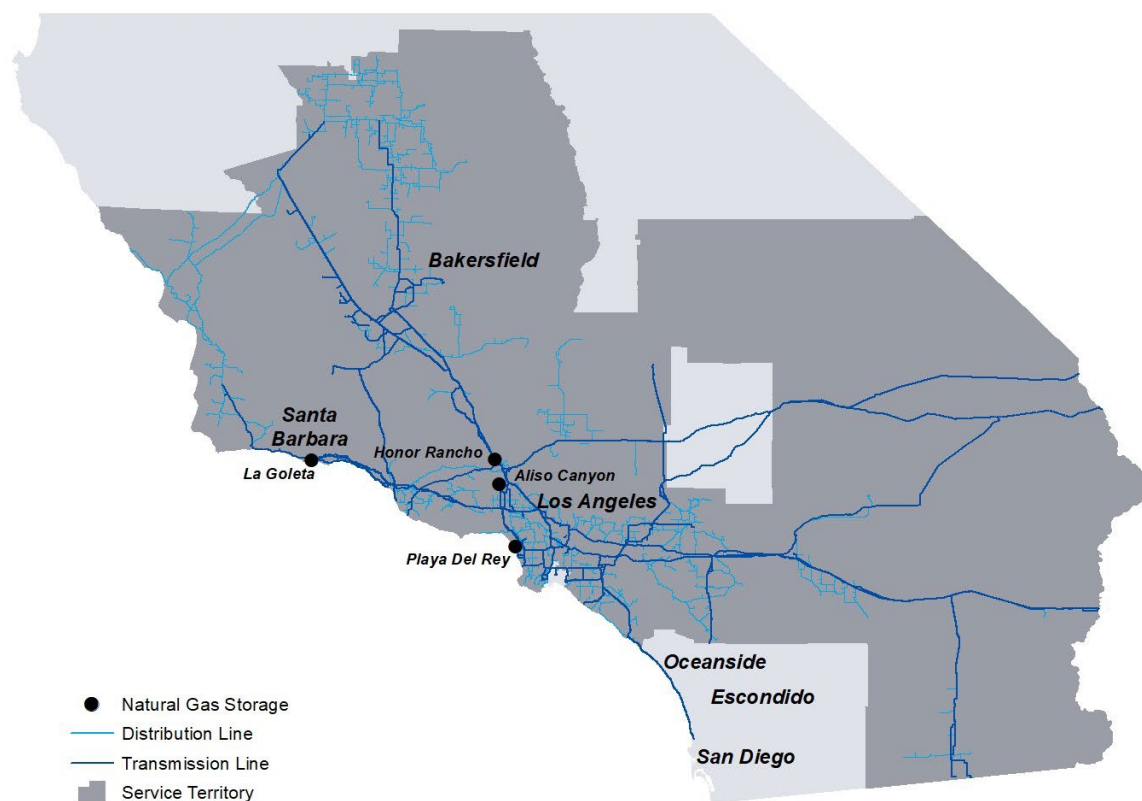 Bakersfield
Santa
Barbara
La Goleta
Honor Rancho
Aliso Canyon
Los Angeles
Playa Del Rey
Oceanside
Escondido
San Diego
Natural Gas Storage
Distribution Line
Transmission Line
Service Territory